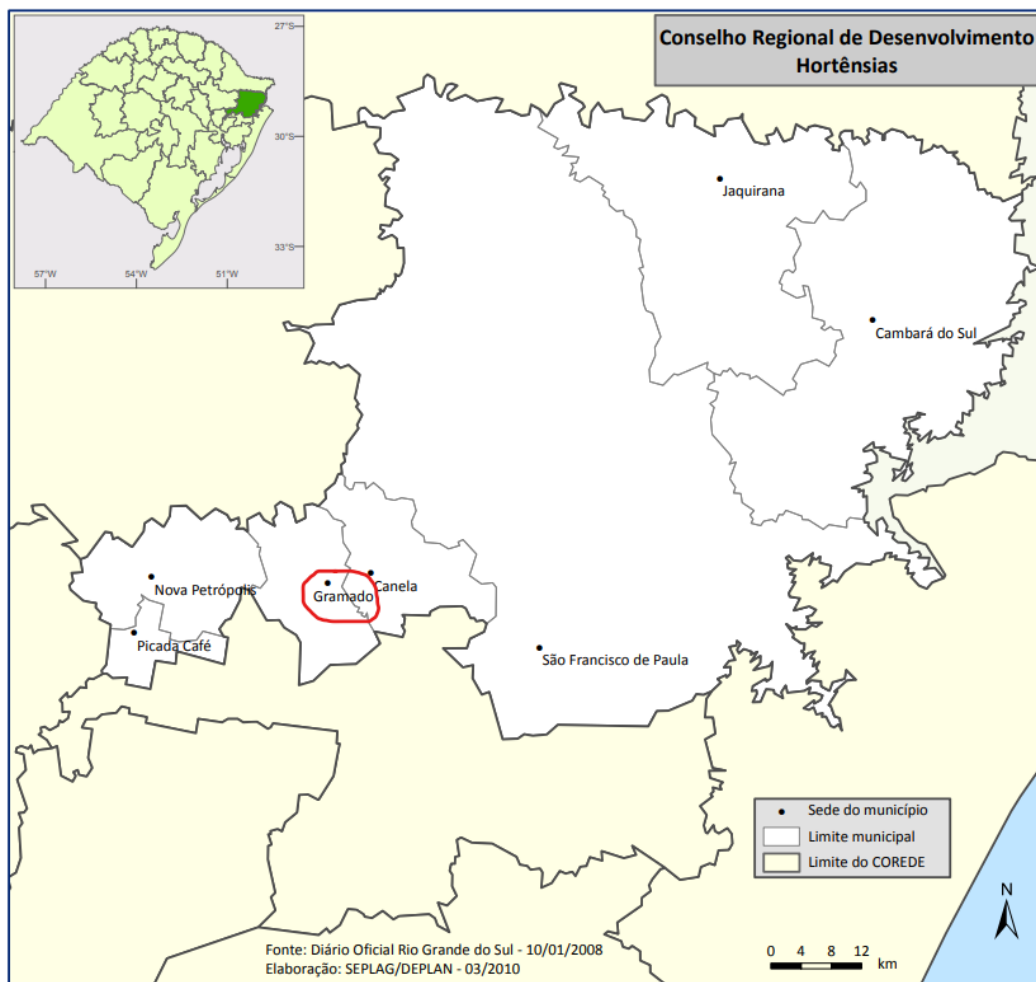 Conselho Regional de Desenvolvimento
Hortênsias
27°S
30°S
33°S
57°W
54°W
51°W
Jaquirana
Cambará do Sul
Nova Petrópolis
Gramado
Canela
Picada Café
São Francisco de Paula
Sede do município
Limite municipal
Limite do COREDE
N
Fonte: Diário Oficial Rio Grande do Sul - 10/01/2008
Elaboração: SEPLAG/DEPLAN - 03/2010
0 4 8 12
km